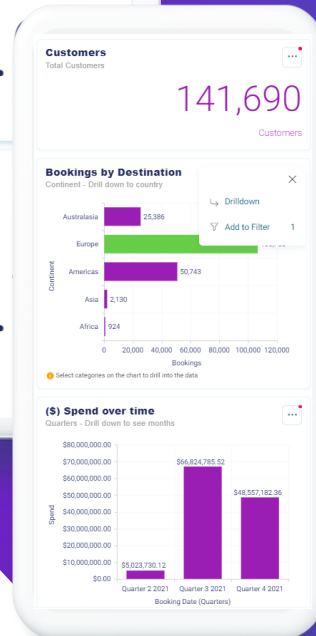 Customers
Total Customers
...
141,690
Customers
Bookings by Destination
Continent - Drill down to country
Drilldown
Add to Filter 1
Australasia 25,386
Europe
Americas 50,743
Asia 2,130
Africa 924
Continent
0 20,000 40,000 60,000 80,000 100,000 120,000
Bookings
Select categories on the chart to drill into the data
($) Spend over time
Quarters - Drill down to see months
...
$80,000,000.00
$70,000,000.00
$60,000,000.00
$50,000,000.00
$40,000,000.00
$30,000,000.00
$20,000,000.00
$10,000,000.00
$0.00
Spend
$5,023,730.12
$66,824,785.52
$48,557,182.36
Quarter 2 2021 Quarter 3 2021 Quarter 4 2021
Booking Date (Quarters)